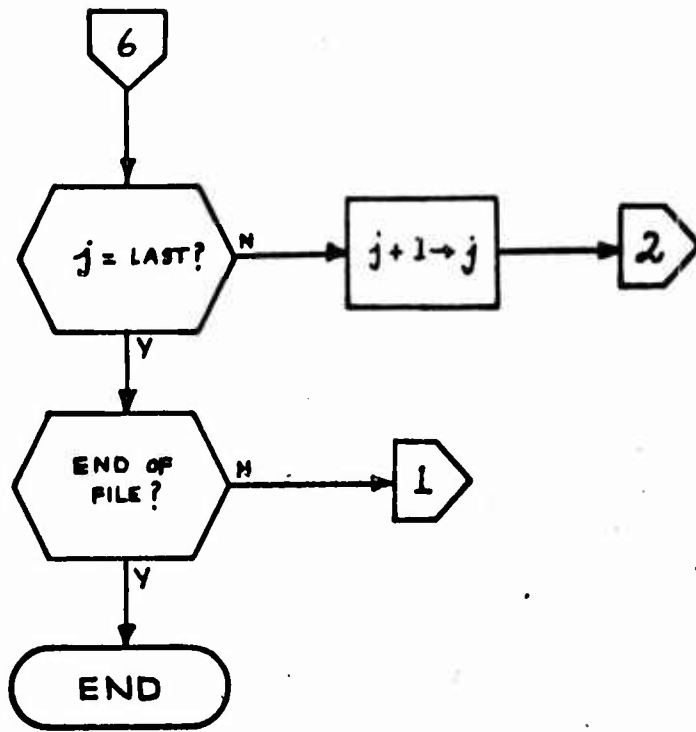 6
j = LAST?
N
j + 1 → j
2
Y
END OF
FILE?
N
1
Y
END